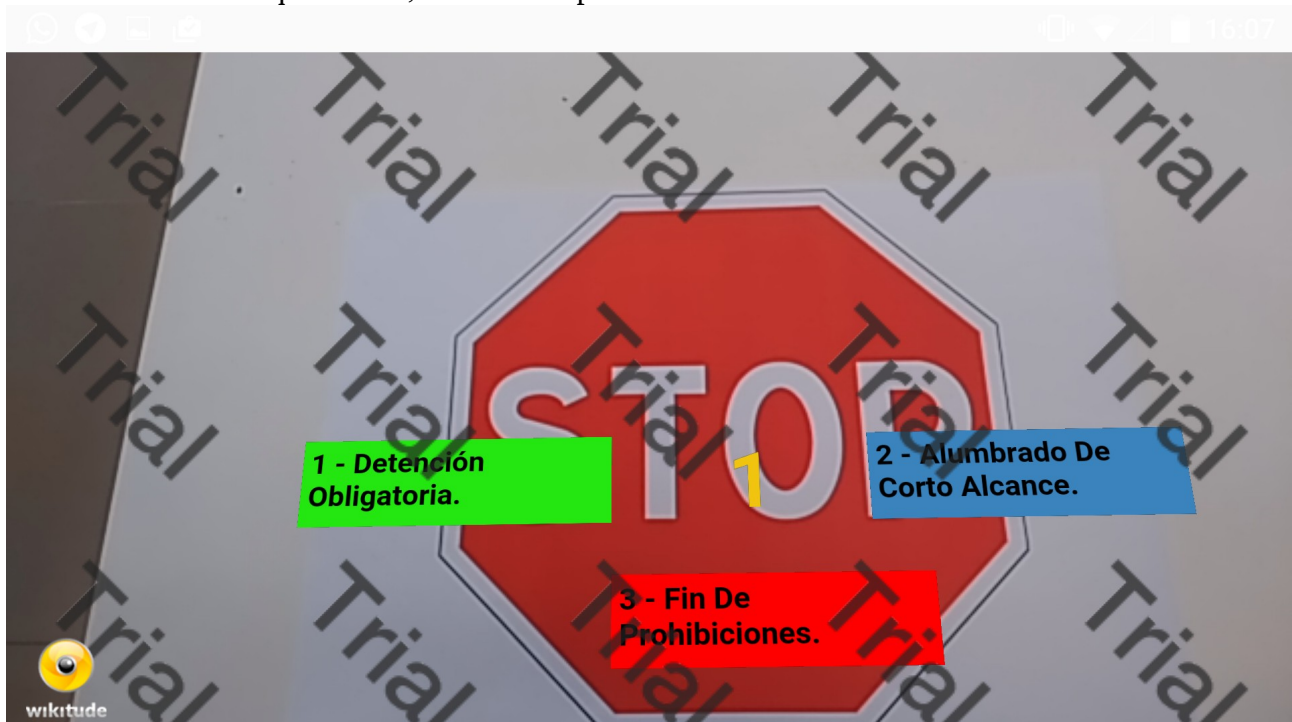 16:07
Trial Trial Trial Trial Trial
STOP
Trial Trial Trial Trial Trial
1 - Detención
Obligatoria.
1
2 - Alumbrado De
Corto Alcance.
3 - Fin De
Prohibiciones.
Trial Trial Trial Trial Trial
wikitude